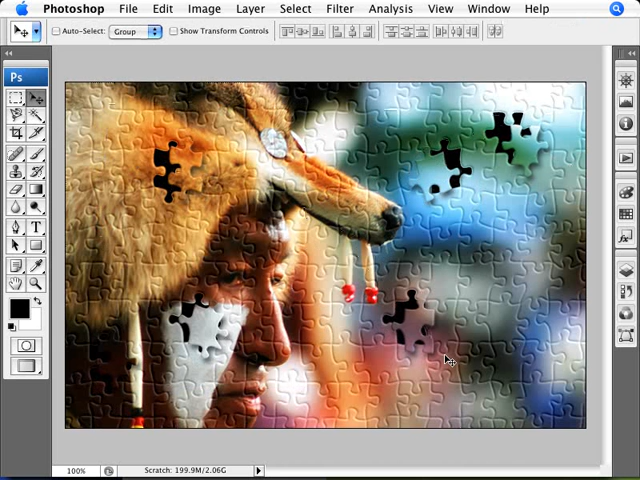 Photoshop File Edit Image Layer Select Filter Analysis View Window Help
Auto-Select: Group Show Transform Controls
Ps
T
100% Scratch: 199.9M/2.06G